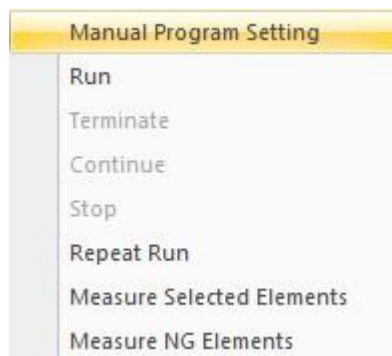 Manual Program Setting
Run
Terminate
Continue
Stop
Repeat Run
Measure Selected Elements
Measure NG Elements